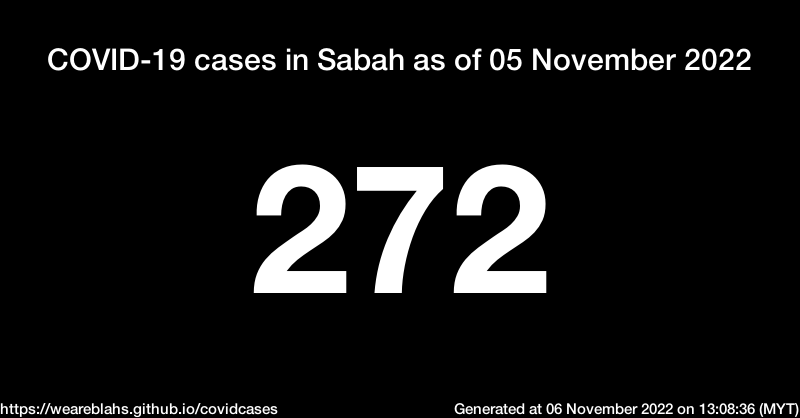 COVID-19 cases in Sabah as of 05 November 2022
272
https://weareblahs.github.io/covidcases
Generated at 06 November 2022 on 13:08:36 (MYT)